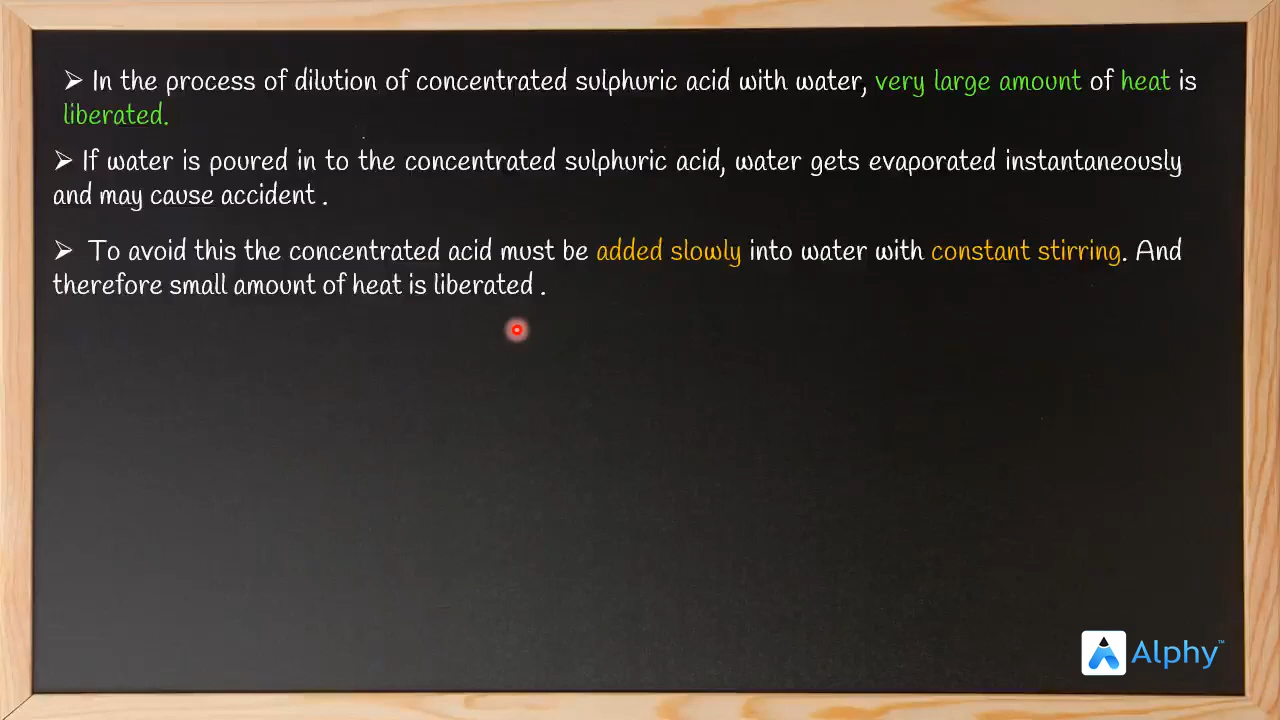 ➢ In the process of dilution of concentrated sulphuric acid with water, very large amount of heat is
liberated.
➢ If water is poured in to the concentrated sulphuric acid, water gets evaporated instantaneously
and may cause accident .
➢ To avoid this the concentrated acid must be added slowly into water with constant stirring. And
therefore small amount of heat is liberated .
Alphy™